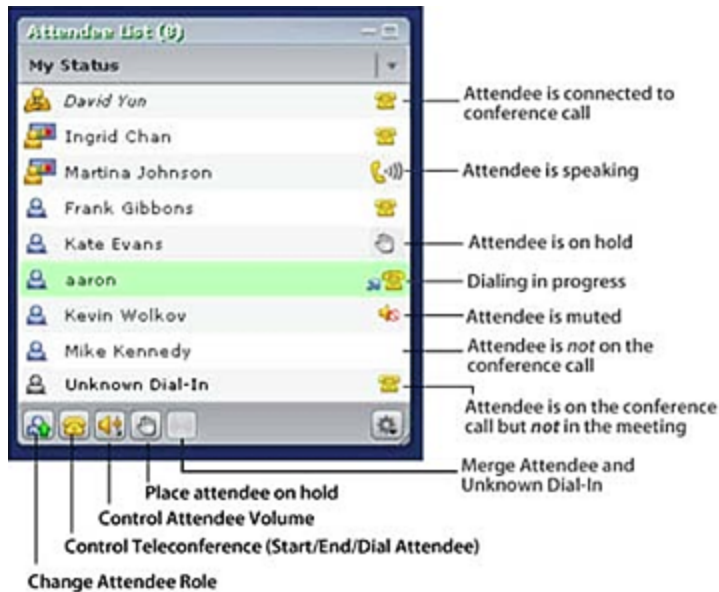 Attendee List (8)
My Status
David Yun
Attendee is connected to
conference call
Ingrid Chan
Martina Johnson
Attendee is speaking
Frank Gibbons
Kate Evans
Attendee is on hold
aaron
Dialing in progress
Kevin Wolkov
Attendee is muted
Mike Kennedy
Attendee is not on the
conference call
Unknown Dial-In
Attendee is on the conference
call but not in the meeting
Merge Attendee and
Unknown Dial-In
Place attendee on hold
Control Attendee Volume
Control Teleconference (Start/End/Dial Attendee)
Change Attendee Role